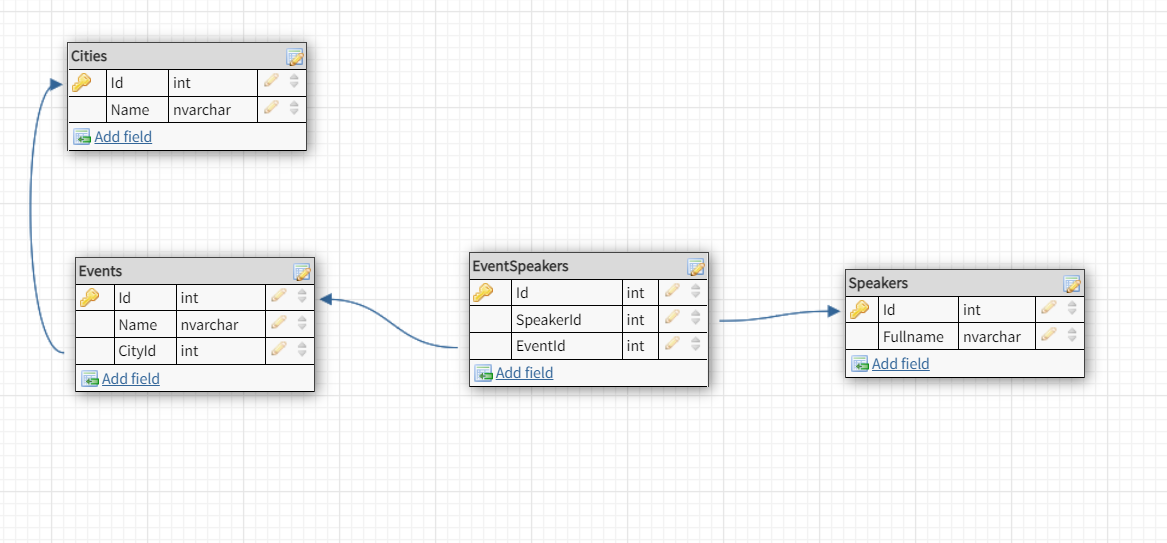 Cities
Id int
Name nvarchar
Add field
Events
Id int
Name nvarchar
CityId int
Add field
EventSpeakers
Id int
SpeakerId int
EventId int
Add field
Speakers
Id int
Fullname nvarchar
Add field